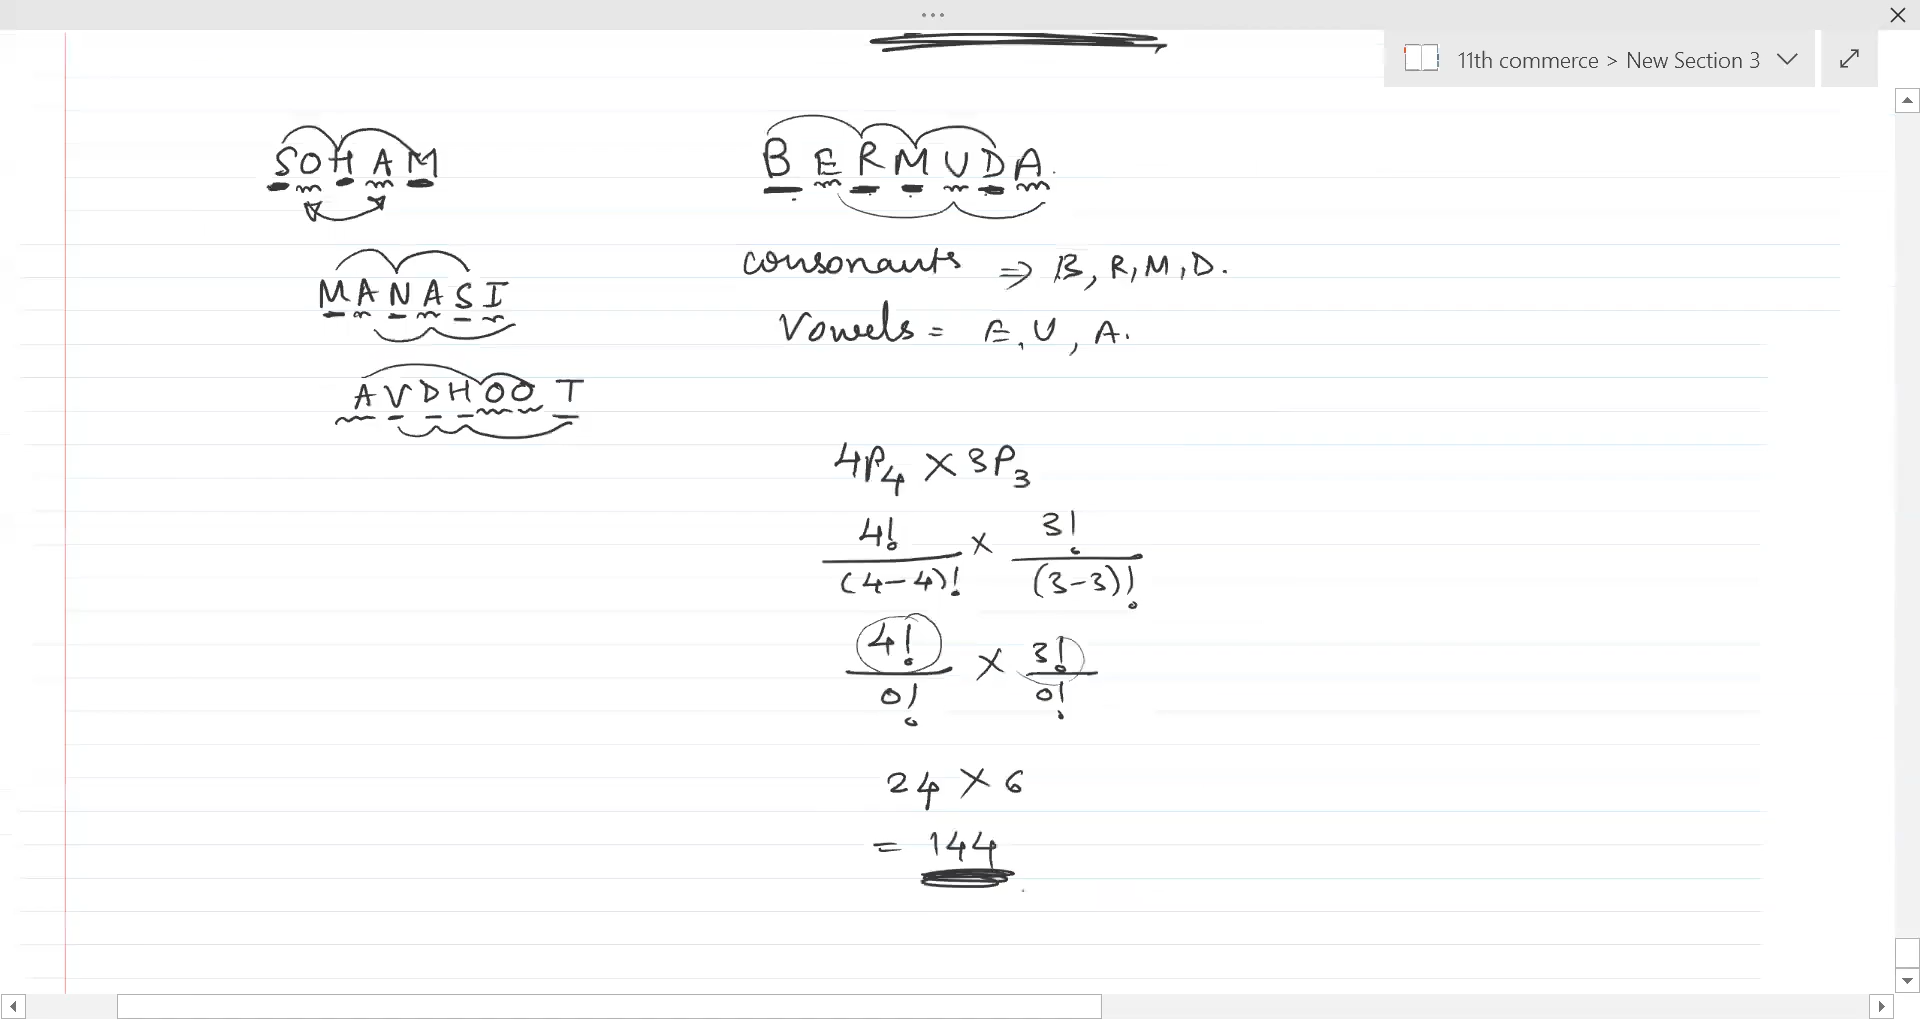 11th commerce > New Section 3
SOHAM
MANASI
AVDHOOT
BERMUDA.
consonants ⇒ B, R, M, D.
Vowels = E, U, A.
4P₄ × 3P₃
4!/(4-4)! × 3!/(3-3)!
4!/0! × 3!/0!
24 × 6
= 144